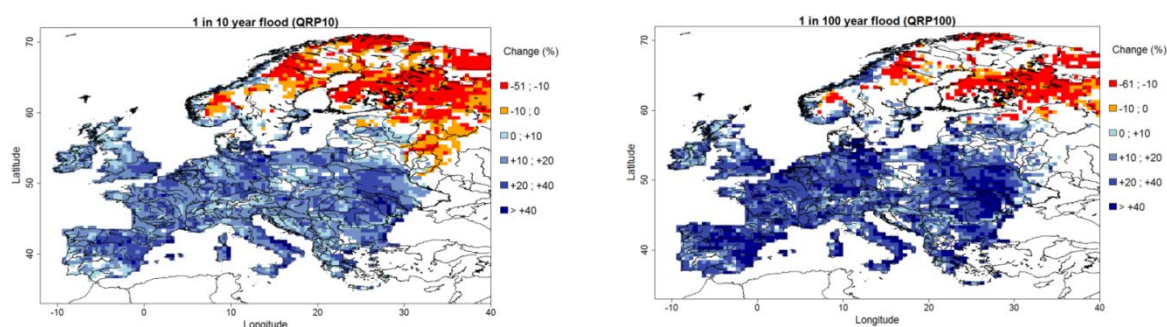 1 in 10 year flood (QRP10)
70
60
50
40
Latitude
-10
0
10
20
30
40
Longitude
Change (%)
-51 ; -10
-10 ; 0
0 ; +10
+10 ; +20
+20 ; +40
> +40
1 in 100 year flood (QRP100)
70
60
50
40
Latitude
-10
0
10
20
30
40
Longitude
Change (%)
-61 ; -10
-10 ; 0
0 ; +10
+10 ; +20
+20 ; +40
> +40